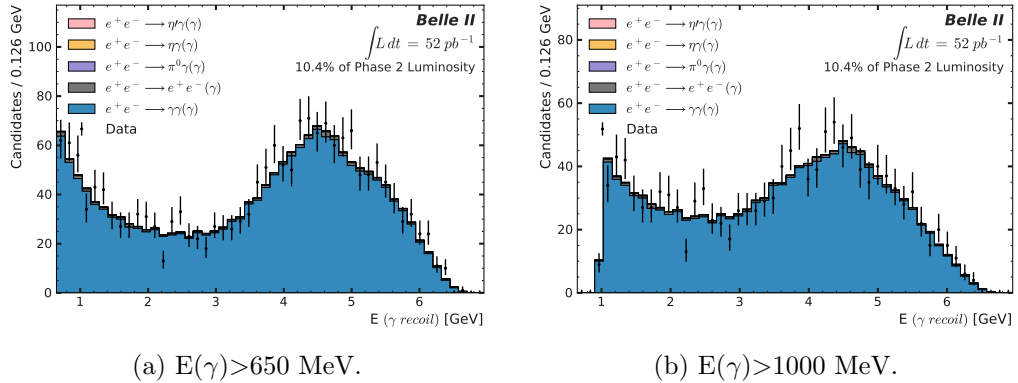 Candidates / 0.126 GeV
100
80
60
40
20
0
1 2 3 4 5 6
E (γ recoil) [GeV]
e⁺e⁻ ⟶ η′γ(γ)
e⁺e⁻ ⟶ ηγ(γ)
e⁺e⁻ ⟶ π⁰γ(γ)
e⁺e⁻ ⟶ e⁺e⁻(γ)
e⁺e⁻ ⟶ γγ(γ)
Data
Belle II
∫L dt = 52 pb⁻¹
10.4% of Phase 2 Luminosity
(a) E(γ)>650 MeV.
Candidates / 0.126 GeV
80
60
40
20
0
1 2 3 4 5 6
E (γ recoil) [GeV]
e⁺e⁻ ⟶ η′γ(γ)
e⁺e⁻ ⟶ ηγ(γ)
e⁺e⁻ ⟶ π⁰γ(γ)
e⁺e⁻ ⟶ e⁺e⁻(γ)
e⁺e⁻ ⟶ γγ(γ)
Data
Belle II
∫L dt = 52 pb⁻¹
10.4% of Phase 2 Luminosity
(b) E(γ)>1000 MeV.